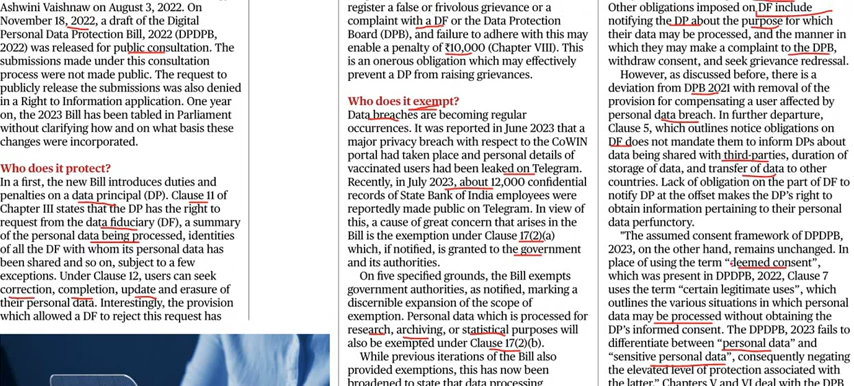 Ashwini Vaishnaw on August 3, 2022. On
November 18, 2022, a draft of the Digital
Personal Data Protection Bill, 2022 (DPDPB,
2022) was released for public consultation. The
submissions made under this consultation
process were not made public. The request to
publicly release the submissions was also denied
in a Right to Information application. One year
on, the 2023 Bill has been tabled in Parliament
without clarifying how and on what basis these
changes were incorporated.
Who does it protect?
In a first, the new Bill introduces duties and
penalties on a data principal (DP). Clause 11 of
Chapter III states that the DP has the right to
request from the data fiduciary (DF), a summary
of the personal data being processed, identities
of all the DF with whom its personal data has
been shared and so on, subject to a few
exceptions. Under Clause 12, users can seek
correction, completion, update and erasure of
their personal data. Interestingly, the provision
which allowed a DF to reject this request has
register a false or frivolous grievance or a
complaint with a DF or the Data Protection
Board (DPB), and failure to adhere with this may
enable a penalty of ₹10,000 (Chapter VIII). This
is an onerous obligation which may effectively
prevent a DP from raising grievances.
Who does it exempt?
Data breaches are becoming regular
occurrences. It was reported in June 2023 that a
major privacy breach with respect to the CoWIN
portal had taken place and personal details of
vaccinated users had been leaked on Telegram.
Recently, in July 2023, about 12,000 confidential
records of State Bank of India employees were
reportedly made public on Telegram. In view of
this, a cause of great concern that arises in the
Bill is the exemption under Clause 17(2)(a)
which, if notified, is granted to the government
and its authorities.
On five specified grounds, the Bill exempts
government authorities, as notified, marking a
discernible expansion of the scope of
exemption. Personal data which is processed for
research, archiving, or statistical purposes will
also be exempted under Clause 17(2)(b).
While previous iterations of the Bill also
provided exemptions, this has now been
broadened to state that data processing
Other obligations imposed on DF include
notifying the DP about the purpose for which
their data may be processed, and the manner in
which they may make a complaint to the DPB,
withdraw consent, and seek grievance redressal.
However, as discussed before, there is a
deviation from DPB 2021 with removal of the
provision for compensating a user affected by
personal data breach. In further departure,
Clause 5, which outlines notice obligations on
DF does not mandate them to inform DPs about
data being shared with third-parties, duration of
storage of data, and transfer of data to other
countries. Lack of obligation on the part of DF to
notify DP at the offset makes the DP's right to
obtain information pertaining to their personal
data perfunctory.
"The assumed consent framework of DPDPB,
2023, on the other hand, remains unchanged. In
place of using the term “deemed consent”,
which was present in DPDPB, 2022, Clause 7
uses the term “certain legitimate uses”, which
outlines the various situations in which personal
data may be processed without obtaining the
DP's informed consent. The DPDPB, 2023 fails to
differentiate between “personal data” and
“sensitive personal data”, consequently negating
the elevated level of protection associated with
the latter.” Chapters V and VI deal with the DPB